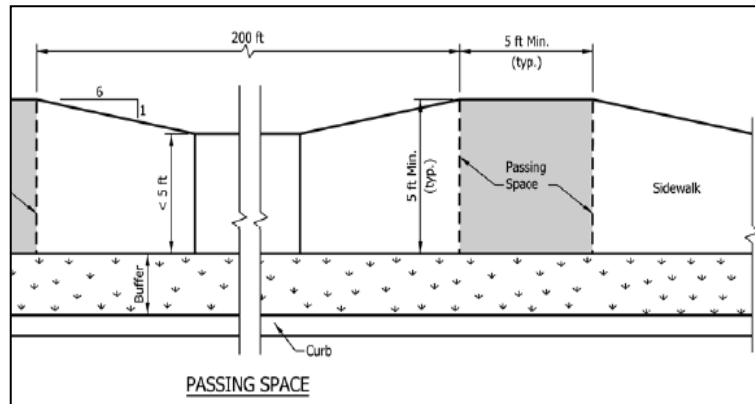 200 ft
5 ft Min.
(typ.)
6
1
< 5 ft
5 ft Min.
(typ.)
Passing
Space
Sidewalk
Buffer
Curb
PASSING SPACE